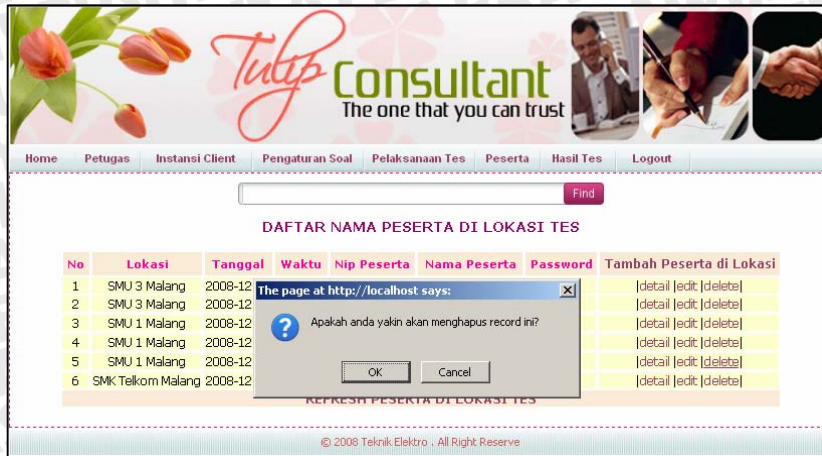 Tulip Consultant
The one that you can trust
Home Petugas Instansi Client Pengaturan Soal Pelaksanaan Tes Peserta Hasil Tes Logout
Find
DAFTAR NAMA PESERTA DI LOKASI TES
No Lokasi Tanggal Waktu Nip Peserta Nama Peserta Password Tambah Peserta di Lokasi
1 SMU 3 Malang 2008-12 |detail |edit |delete|
2 SMU 3 Malang 2008-12 |detail |edit |delete|
3 SMU 1 Malang 2008-12 |detail |edit |delete|
4 SMU 1 Malang 2008-12 |detail |edit |delete|
5 SMU 1 Malang 2008-12 |detail |edit |delete|
6 SMK Telkom Malang 2008-12 |detail |edit |delete|
The page at http://localhost says:
Apakah anda yakin akan menghapus record ini?
OK Cancel
REFRESH PESERTA DI LOKASI TES
© 2008 Teknik Elektro . All Right Reserve